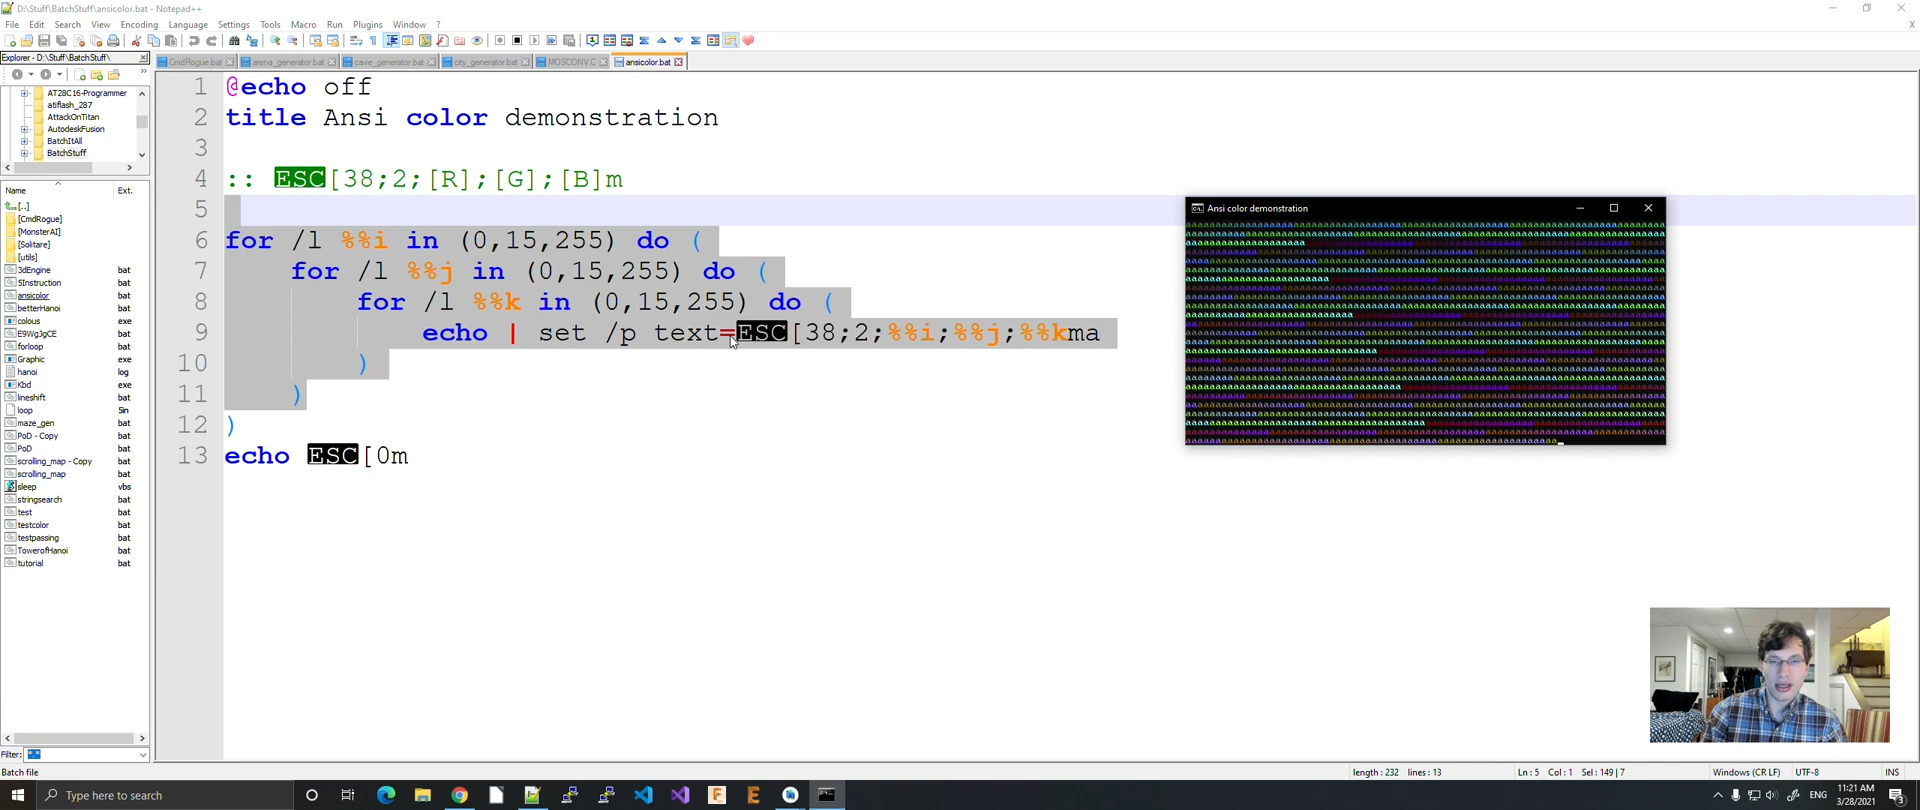 D:\Stuff\BatchStuff\ansicolor.bat - Notepad++
File Edit Search View Encoding Language Settings Tools Macro Run Plugins Window ?
X
Explorer - D:\Stuff\BatchStuff\
CmdRogue.bat arena_generator.bat cave_generator.bat city_generator.bat MOSCONV.C ansicolor.bat
AT28C16-Programmer
atiflash_287
AttackOnTitan
AutodeskFusion
BatchItAll
BatchStuff
Name Ext.
[..]
[CmdRogue]
[MonsterAI]
[Solitare]
[utils]
3dEngine bat
5Instruction bat
ansicolor bat
betterHanoi bat
colous exe
E9WgJgCE bat
forloop bat
Graphic exe
hanoi log
Kbd exe
lineshift bat
loop 5in
maze_gen bat
PoD - Copy bat
PoD bat
scrolling_map - Copy bat
scrolling_map bat
sleep vbs
stringsearch bat
test bat
testcolor bat
testpassing bat
TowerofHanoi bat
tutorial bat
Filter: *.*
1 @echo off
2 title Ansi color demonstration
3
4 :: ESC[38;2;[R];[G];[B]m
5
6 for /l %%i in (0,15,255) do (
7 for /l %%j in (0,15,255) do (
8 for /l %%k in (0,15,255) do (
9 echo | set /p text=ESC[38;2;%%i;%%j;%%kma
10 )
11 )
12 )
13 echo ESC[0m
Ansi color demonstration
Batch file length : 232 lines : 13 Ln : 5 Col : 1 Sel : 149 | 7 Windows (CR LF) UTF-8 INS
Type here to search
ENG
11:21 AM
3/28/2021